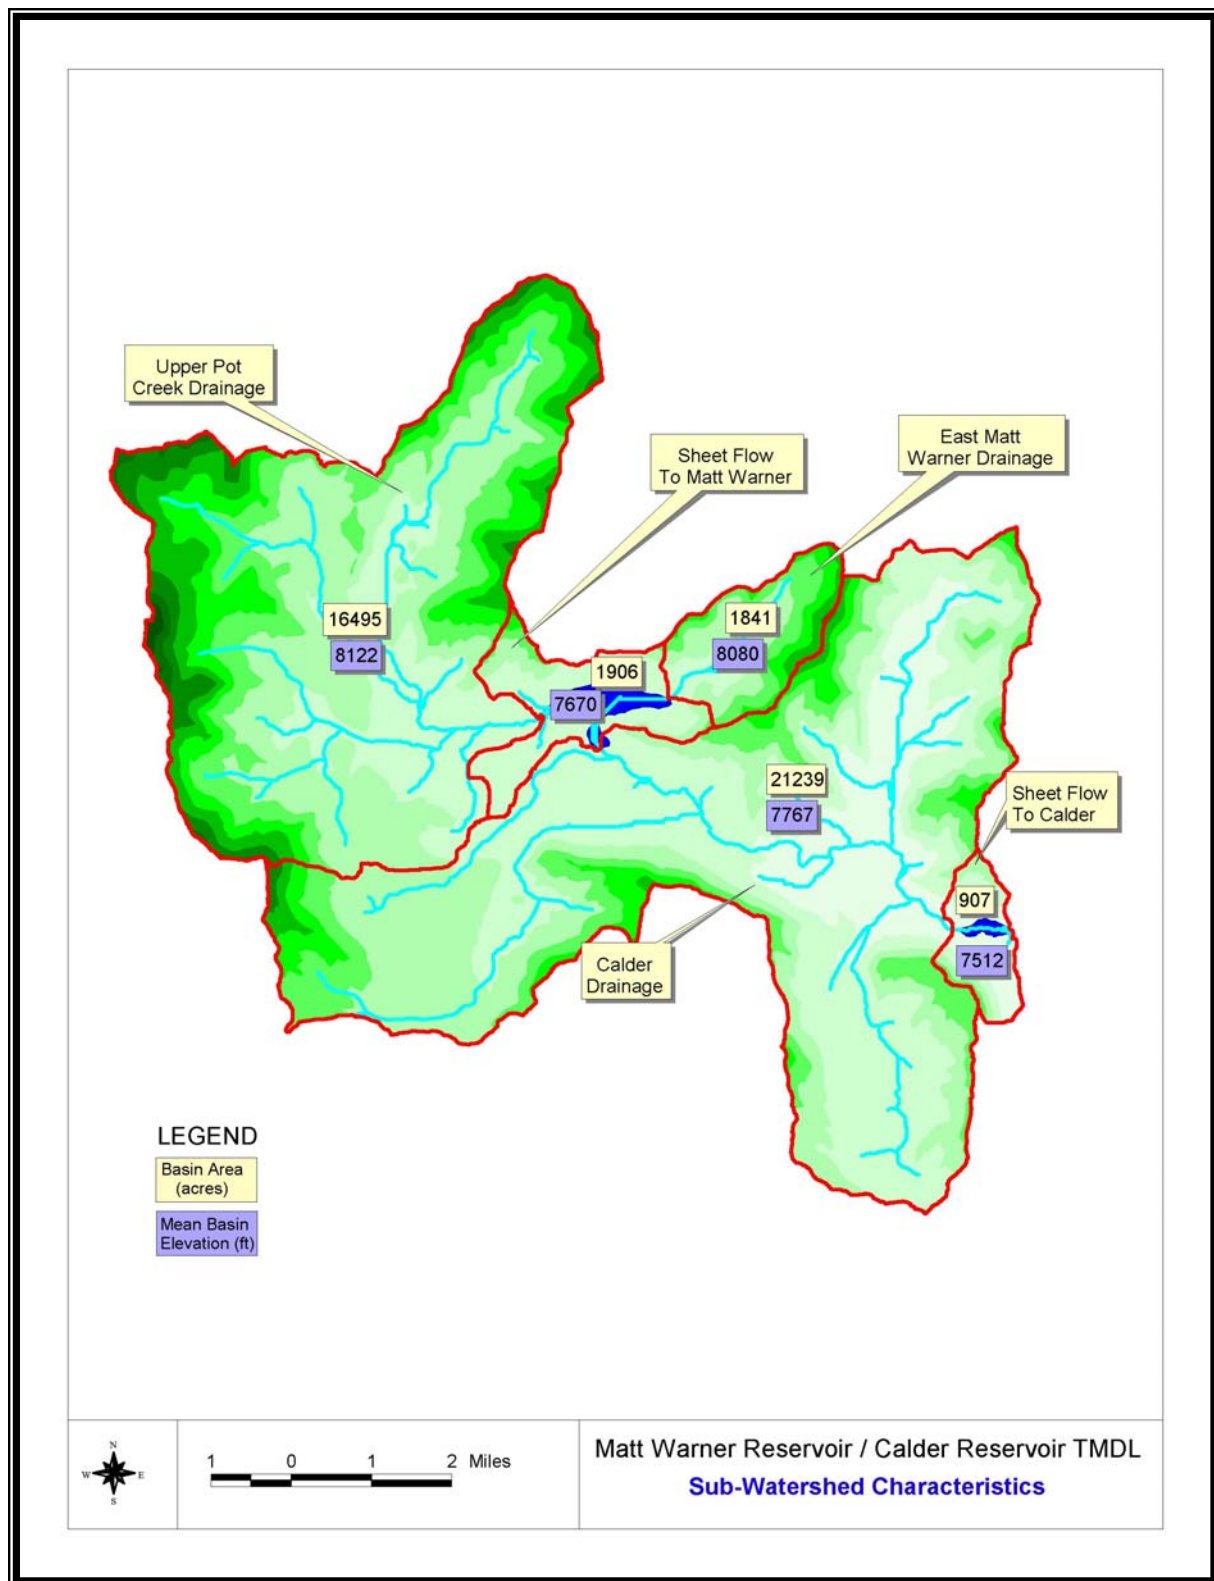 Upper Pot
Creek Drainage
Sheet Flow
To Matt Warner
East Matt
Warner Drainage
16495
8122
1841
8080
1906
7670
21239
7767
Sheet Flow
To Calder
907
7512
Calder
Drainage
LEGEND
Basin Area
(acres)
Mean Basin
Elevation (ft)
N
W E
S
1 0 1 2 Miles
Matt Warner Reservoir / Calder Reservoir TMDL
Sub-Watershed Characteristics